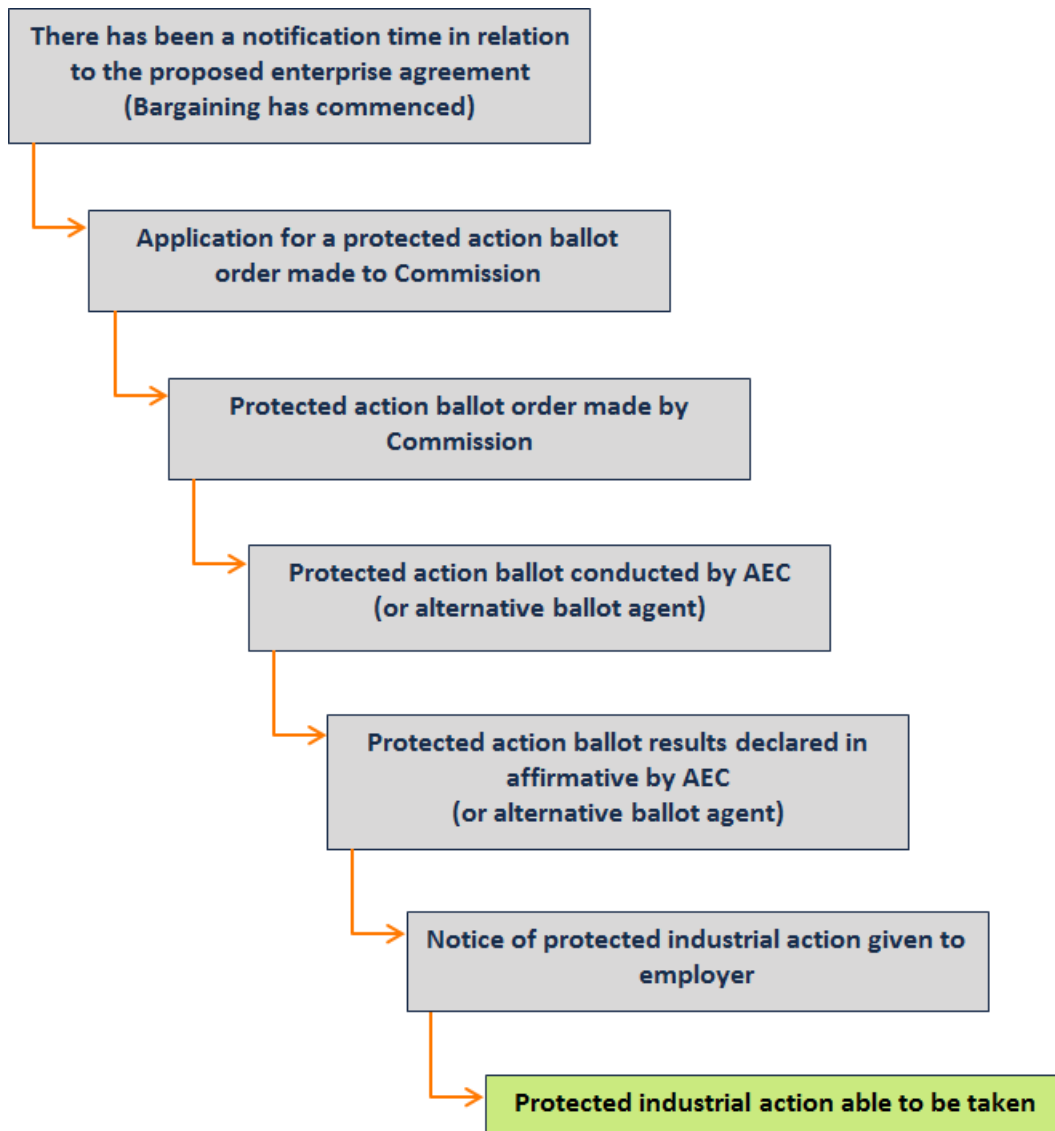 There has been a notification time in relation
to the proposed enterprise agreement
(Bargaining has commenced)
Application for a protected action ballot
order made to Commission
Protected action ballot order made by
Commission
Protected action ballot conducted by AEC
(or alternative ballot agent)
Protected action ballot results declared in
affirmative by AEC
(or alternative ballot agent)
Notice of protected industrial action given to
employer
Protected industrial action able to be taken